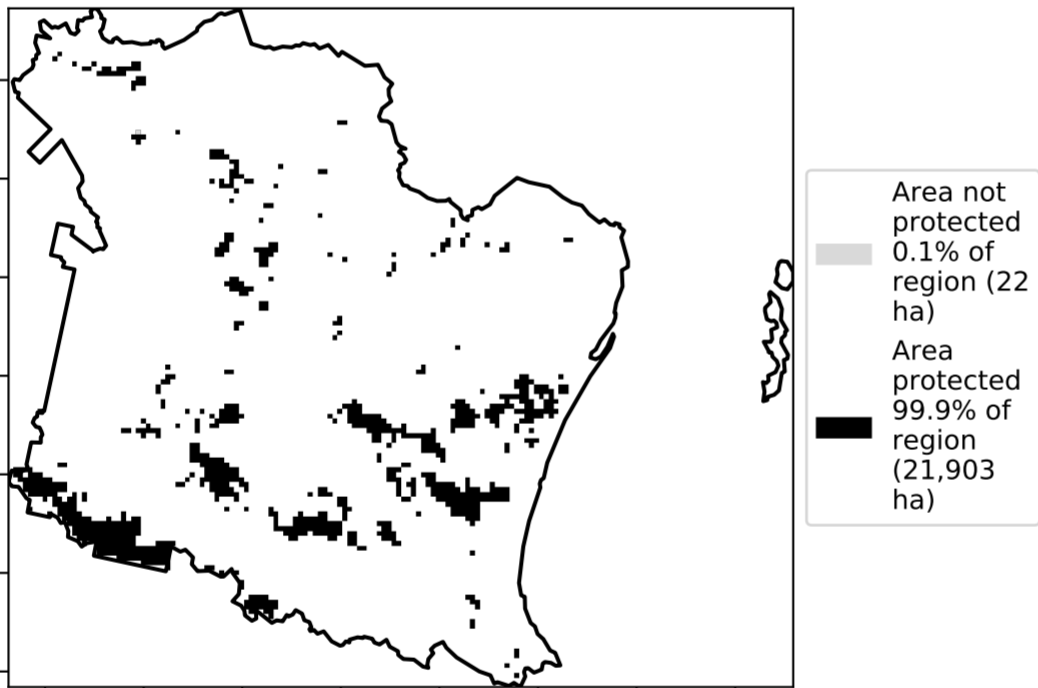 Area not
protected
0.1% of
region (22
ha)
Area
protected
99.9% of
region
(21,903
ha)